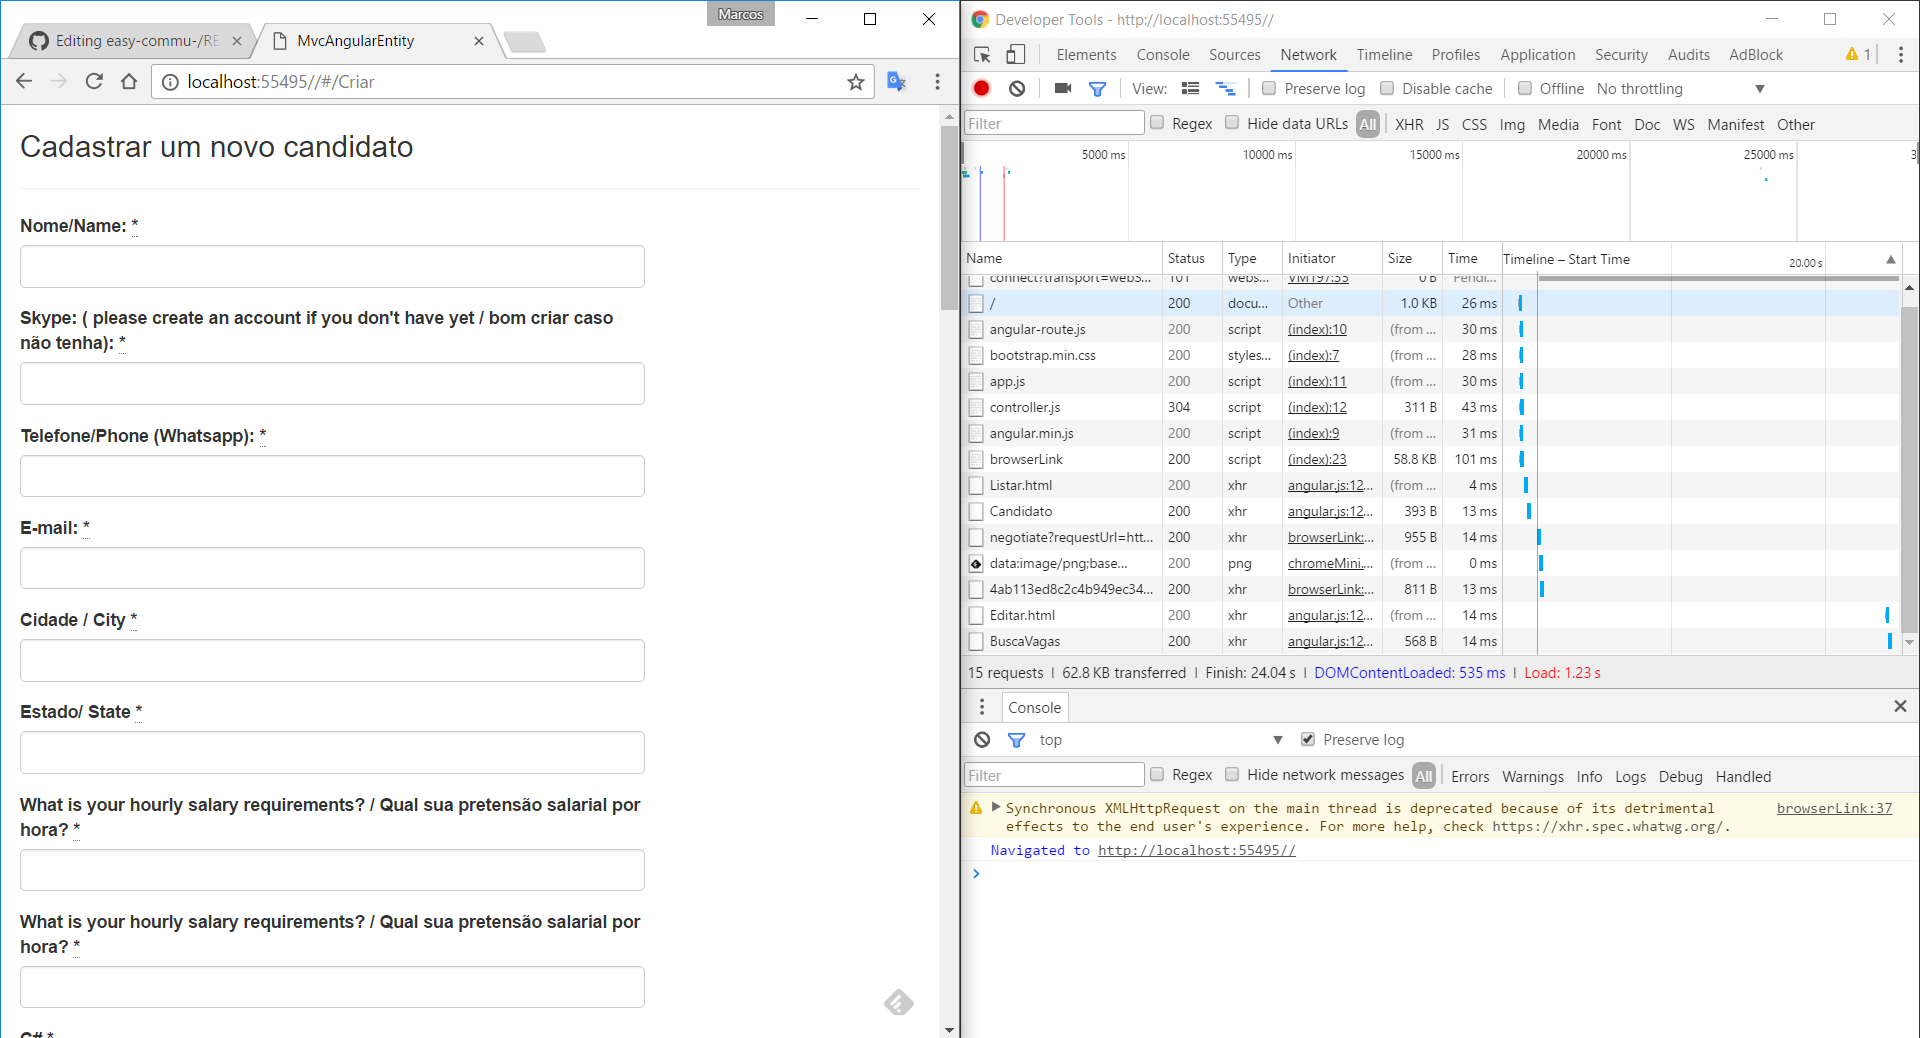 Marcos
Editing easy-commu-/RE
MvcAngularEntity
localhost:55495//#/Criar
Cadastrar um novo candidato
Nome/Name: *
Skype: ( please create an account if you don't have yet / bom criar caso
não tenha): *
Telefone/Phone (Whatsapp): *
E-mail: *
Cidade / City *
Estado/ State *
What is your hourly salary requirements? / Qual sua pretensão salarial por
hora? *
What is your hourly salary requirements? / Qual sua pretensão salarial por
hora? *
C# *
Developer Tools - http://localhost:55495//
Elements Console Sources Network Timeline Profiles Application Security Audits AdBlock 1
View: Preserve log Disable cache Offline No throttling
Filter Regex Hide data URLs All XHR JS CSS Img Media Font Doc WS Manifest Other
5000 ms 10000 ms 15000 ms 20000 ms 25000 ms 3
Name Status Type Initiator Size Time Timeline – Start Time 20.00 s
connect?transport=webS... 101 webs... VM197:35 0 B Pendi...
/ 200 docu... Other 1.0 KB 26 ms
angular-route.js 200 script (index):10 (from ... 30 ms
bootstrap.min.css 200 styles... (index):7 (from ... 28 ms
app.js 200 script (index):11 (from ... 30 ms
controller.js 304 script (index):12 311 B 43 ms
angular.min.js 200 script (index):9 (from ... 31 ms
browserLink 200 script (index):23 58.8 KB 101 ms
Listar.html 200 xhr angular.js:12... (from ... 4 ms
Candidato 200 xhr angular.js:12... 393 B 13 ms
negotiate?requestUrl=htt... 200 xhr browserLink:... 955 B 14 ms
data:image/png;base... 200 png chromeMini... (from ... 0 ms
4ab113ed8c2c4b949ec34... 200 xhr browserLink:... 811 B 13 ms
Editar.html 200 xhr angular.js:12... (from ... 14 ms
BuscaVagas 200 xhr angular.js:12... 568 B 14 ms
15 requests | 62.8 KB transferred | Finish: 24.04 s | DOMContentLoaded: 535 ms | Load: 1.23 s
Console
top Preserve log
Filter Regex Hide network messages All Errors Warnings Info Logs Debug Handled
Synchronous XMLHttpRequest on the main thread is deprecated because of its detrimental browserLink:37
effects to the end user's experience. For more help, check https://xhr.spec.whatwg.org/.
Navigated to http://localhost:55495//